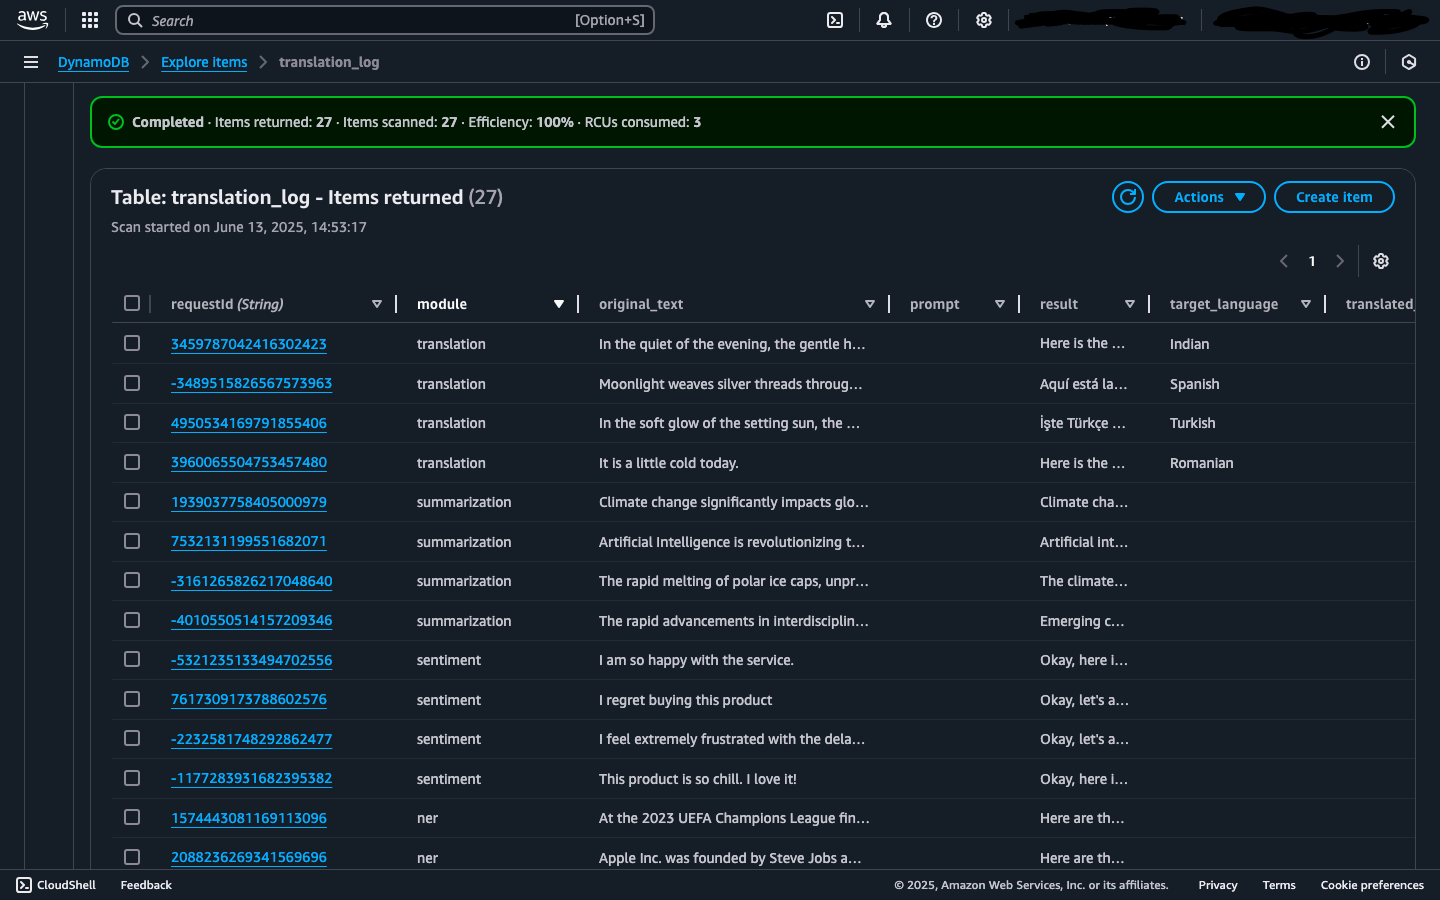 aws Search [Option+S]
DynamoDB Explore items translation_log
Completed · Items returned: 27 · Items scanned: 27 · Efficiency: 100% · RCUs consumed: 3
Table: translation_log - Items returned (27)
Actions Create item
Scan started on June 13, 2025, 14:53:17
1
requestId (String) module original_text prompt result target_language translated_
3459787042416302423 translation In the quiet of the evening, the gentle h... Here is the ... Indian
-3489515826567573963 translation Moonlight weaves silver threads throug... Aquí está la... Spanish
4950534169791855406 translation In the soft glow of the setting sun, the ... İşte Türkçe ... Turkish
3960065504753457480 translation It is a little cold today. Here is the ... Romanian
1939037758405000979 summarization Climate change significantly impacts glo... Climate cha...
7532131199551682071 summarization Artificial Intelligence is revolutionizing t... Artificial int...
-3161265826217048640 summarization The rapid melting of polar ice caps, unpr... The climate...
-4010550514157209346 summarization The rapid advancements in interdisciplin... Emerging c...
-5321235133494702556 sentiment I am so happy with the service. Okay, here i...
7617309173788602576 sentiment I regret buying this product Okay, let's a...
-2232581748292862477 sentiment I feel extremely frustrated with the dela... Okay, let's a...
-1177283931682395382 sentiment This product is so chill. I love it! Okay, here i...
1574443081169113096 ner At the 2023 UEFA Champions League fin... Here are th...
2088236269341569696 ner Apple Inc. was founded by Steve Jobs a... Here are th...
CloudShell Feedback © 2025, Amazon Web Services, Inc. or its affiliates. Privacy Terms Cookie preferences